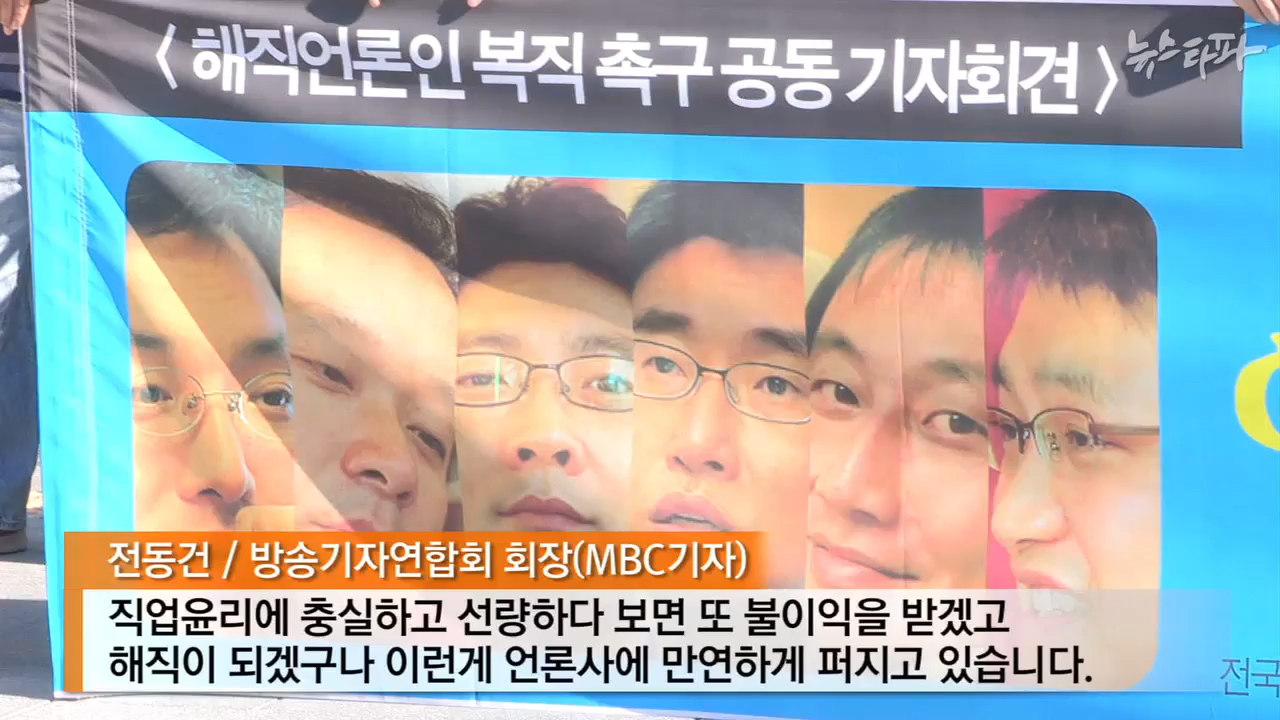 뉴스타파
< 해직언론인 복직 촉구 공동 기자회견 >
전동건 / 방송기자연합회 회장(MBC기자)
직업윤리에 충실하고 선량하다 보면 또 불이익을 받겠고
해직이 되겠구나 이런게 언론사에 만연하게 퍼지고 있습니다.
전국